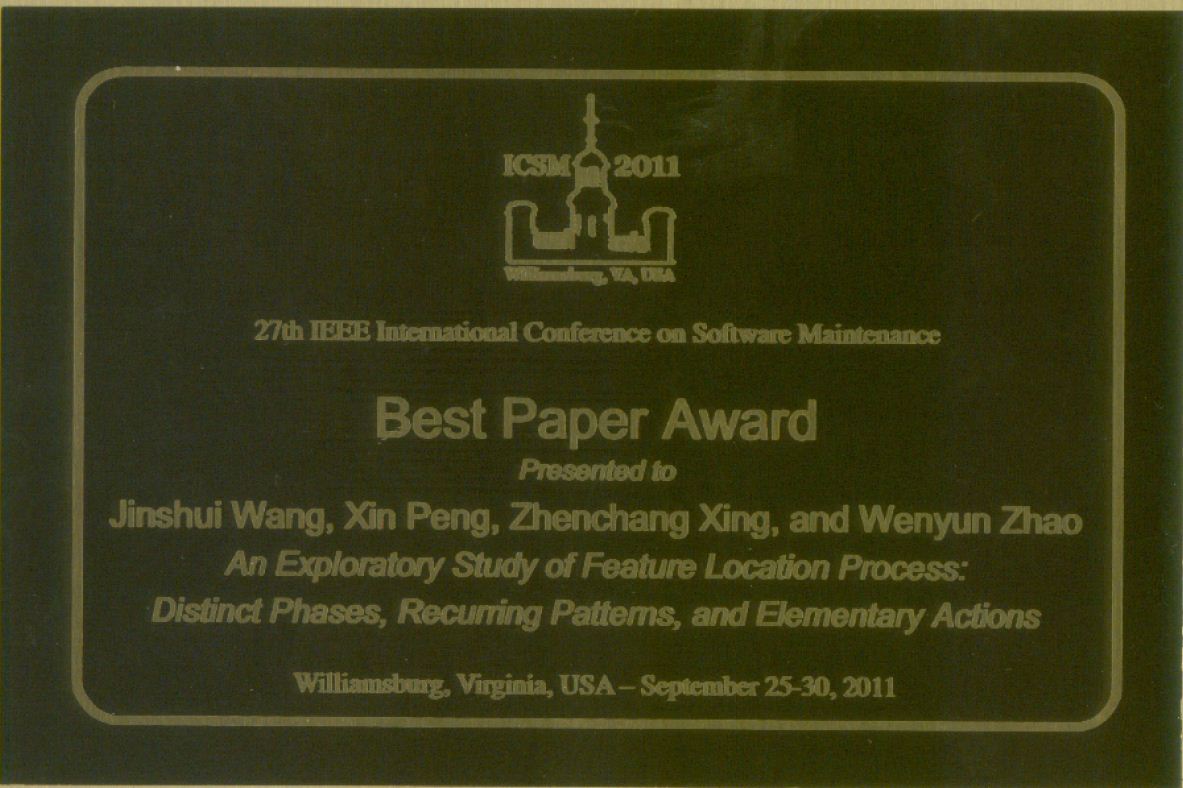 ICSM 2011
Williamsburg, VA, USA
27th IEEE International Conference on Software Maintenance
Best Paper Award
Presented to
Jinshui Wang, Xin Peng, Zhenchang Xing, and Wenyun Zhao
An Exploratory Study of Feature Location Process:
Distinct Phases, Recurring Patterns, and Elementary Actions
Williamsburg, Virginia, USA – September 25-30, 2011